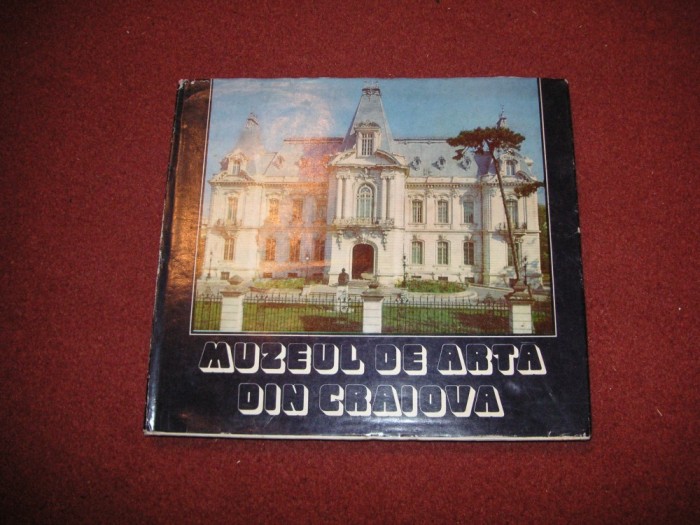 MUZEUL DE ARTA
DIN CRAIOVA